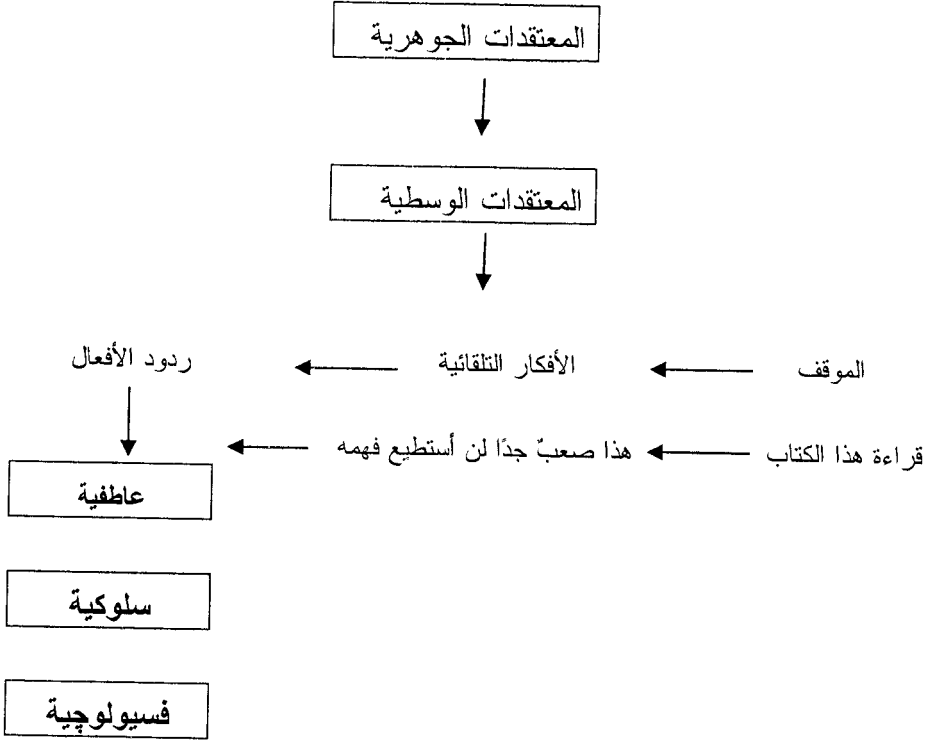 المعتقدات الجوهرية
المعتقدات الوسطية
الموقف الأفكار التلقائية ردود الأفعال
قراءة هذا الكتاب هذا صعبٌ جدًا لن أستطيع فهمه
عاطفية
سلوكية
فسيولوچية